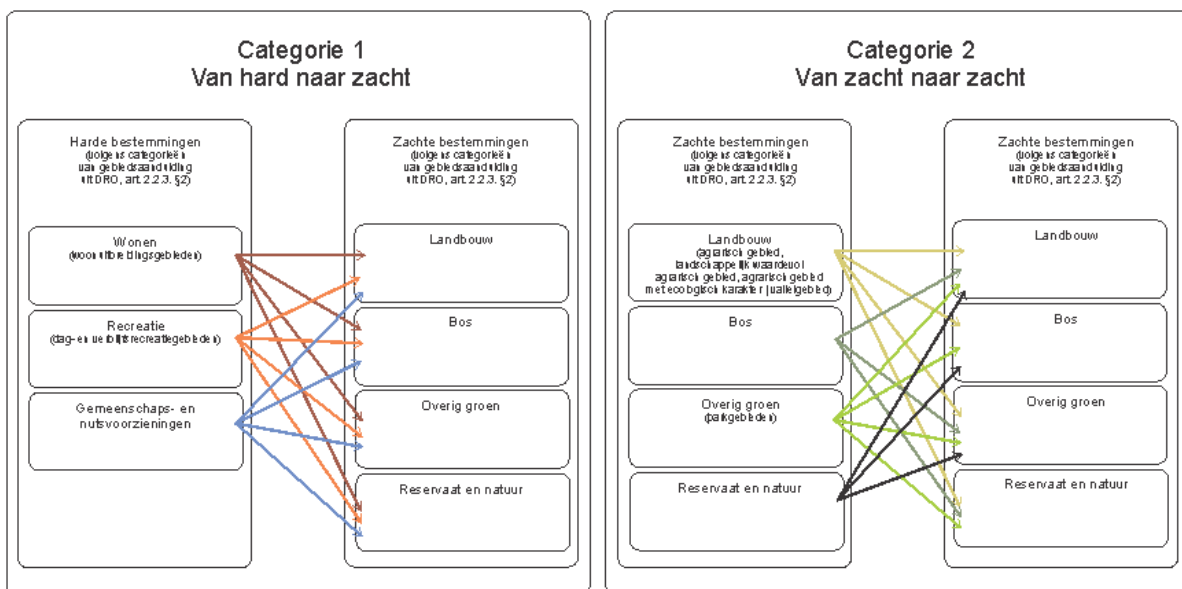 Categorie 1
Van hard naar zacht
Harde bestemmingen
(volgens categorieën
van gebiedsaanduiding
uit DRO, art. 2.2.3. §2)
Wonen
(woonuitbreidingsgebieden)
Recreatie
(dag- en verblijfsrecreatiegebieden)
Gemeenschaps- en
nutsvoorzieningen
Zachte bestemmingen
(volgens categorieën
van gebiedsaanduiding
uit DRO, art. 2.2.3. §2)
Landbouw
Bos
Overig groen
Reservaat en natuur
Categorie 2
Van zacht naar zacht
Zachte bestemmingen
(volgens categorieën
van gebiedsaanduiding
uit DRO, art. 2.2.3. §2)
Landbouw
(agrarisch gebied,
landschappelijk waardevol
agrarisch gebied, agrarisch gebied
met ecologisch karakter (valleigebied)
Bos
Overig groen
(parkgebieden)
Reservaat en natuur
Zachte bestemmingen
(volgens categorieën
van gebiedsaanduiding
uit DRO, art. 2.2.3. §2)
Landbouw
Bos
Overig groen
Reservaat en natuur